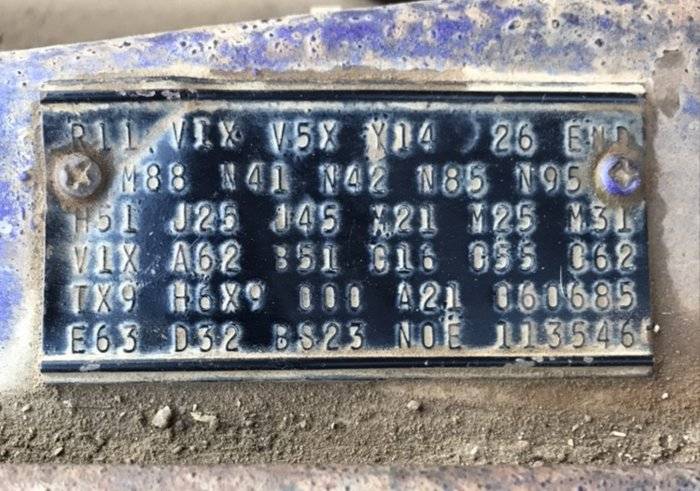 R11 V1X V5X Y14 26 END
M88 N41 N42 N85 N95
H51 J25 J45 M21 M25 M31
V1X A62 B51 C16 C55 C62
TX9 H6X9 000 A21 060685
E63 D32 BS23 N0E 113546